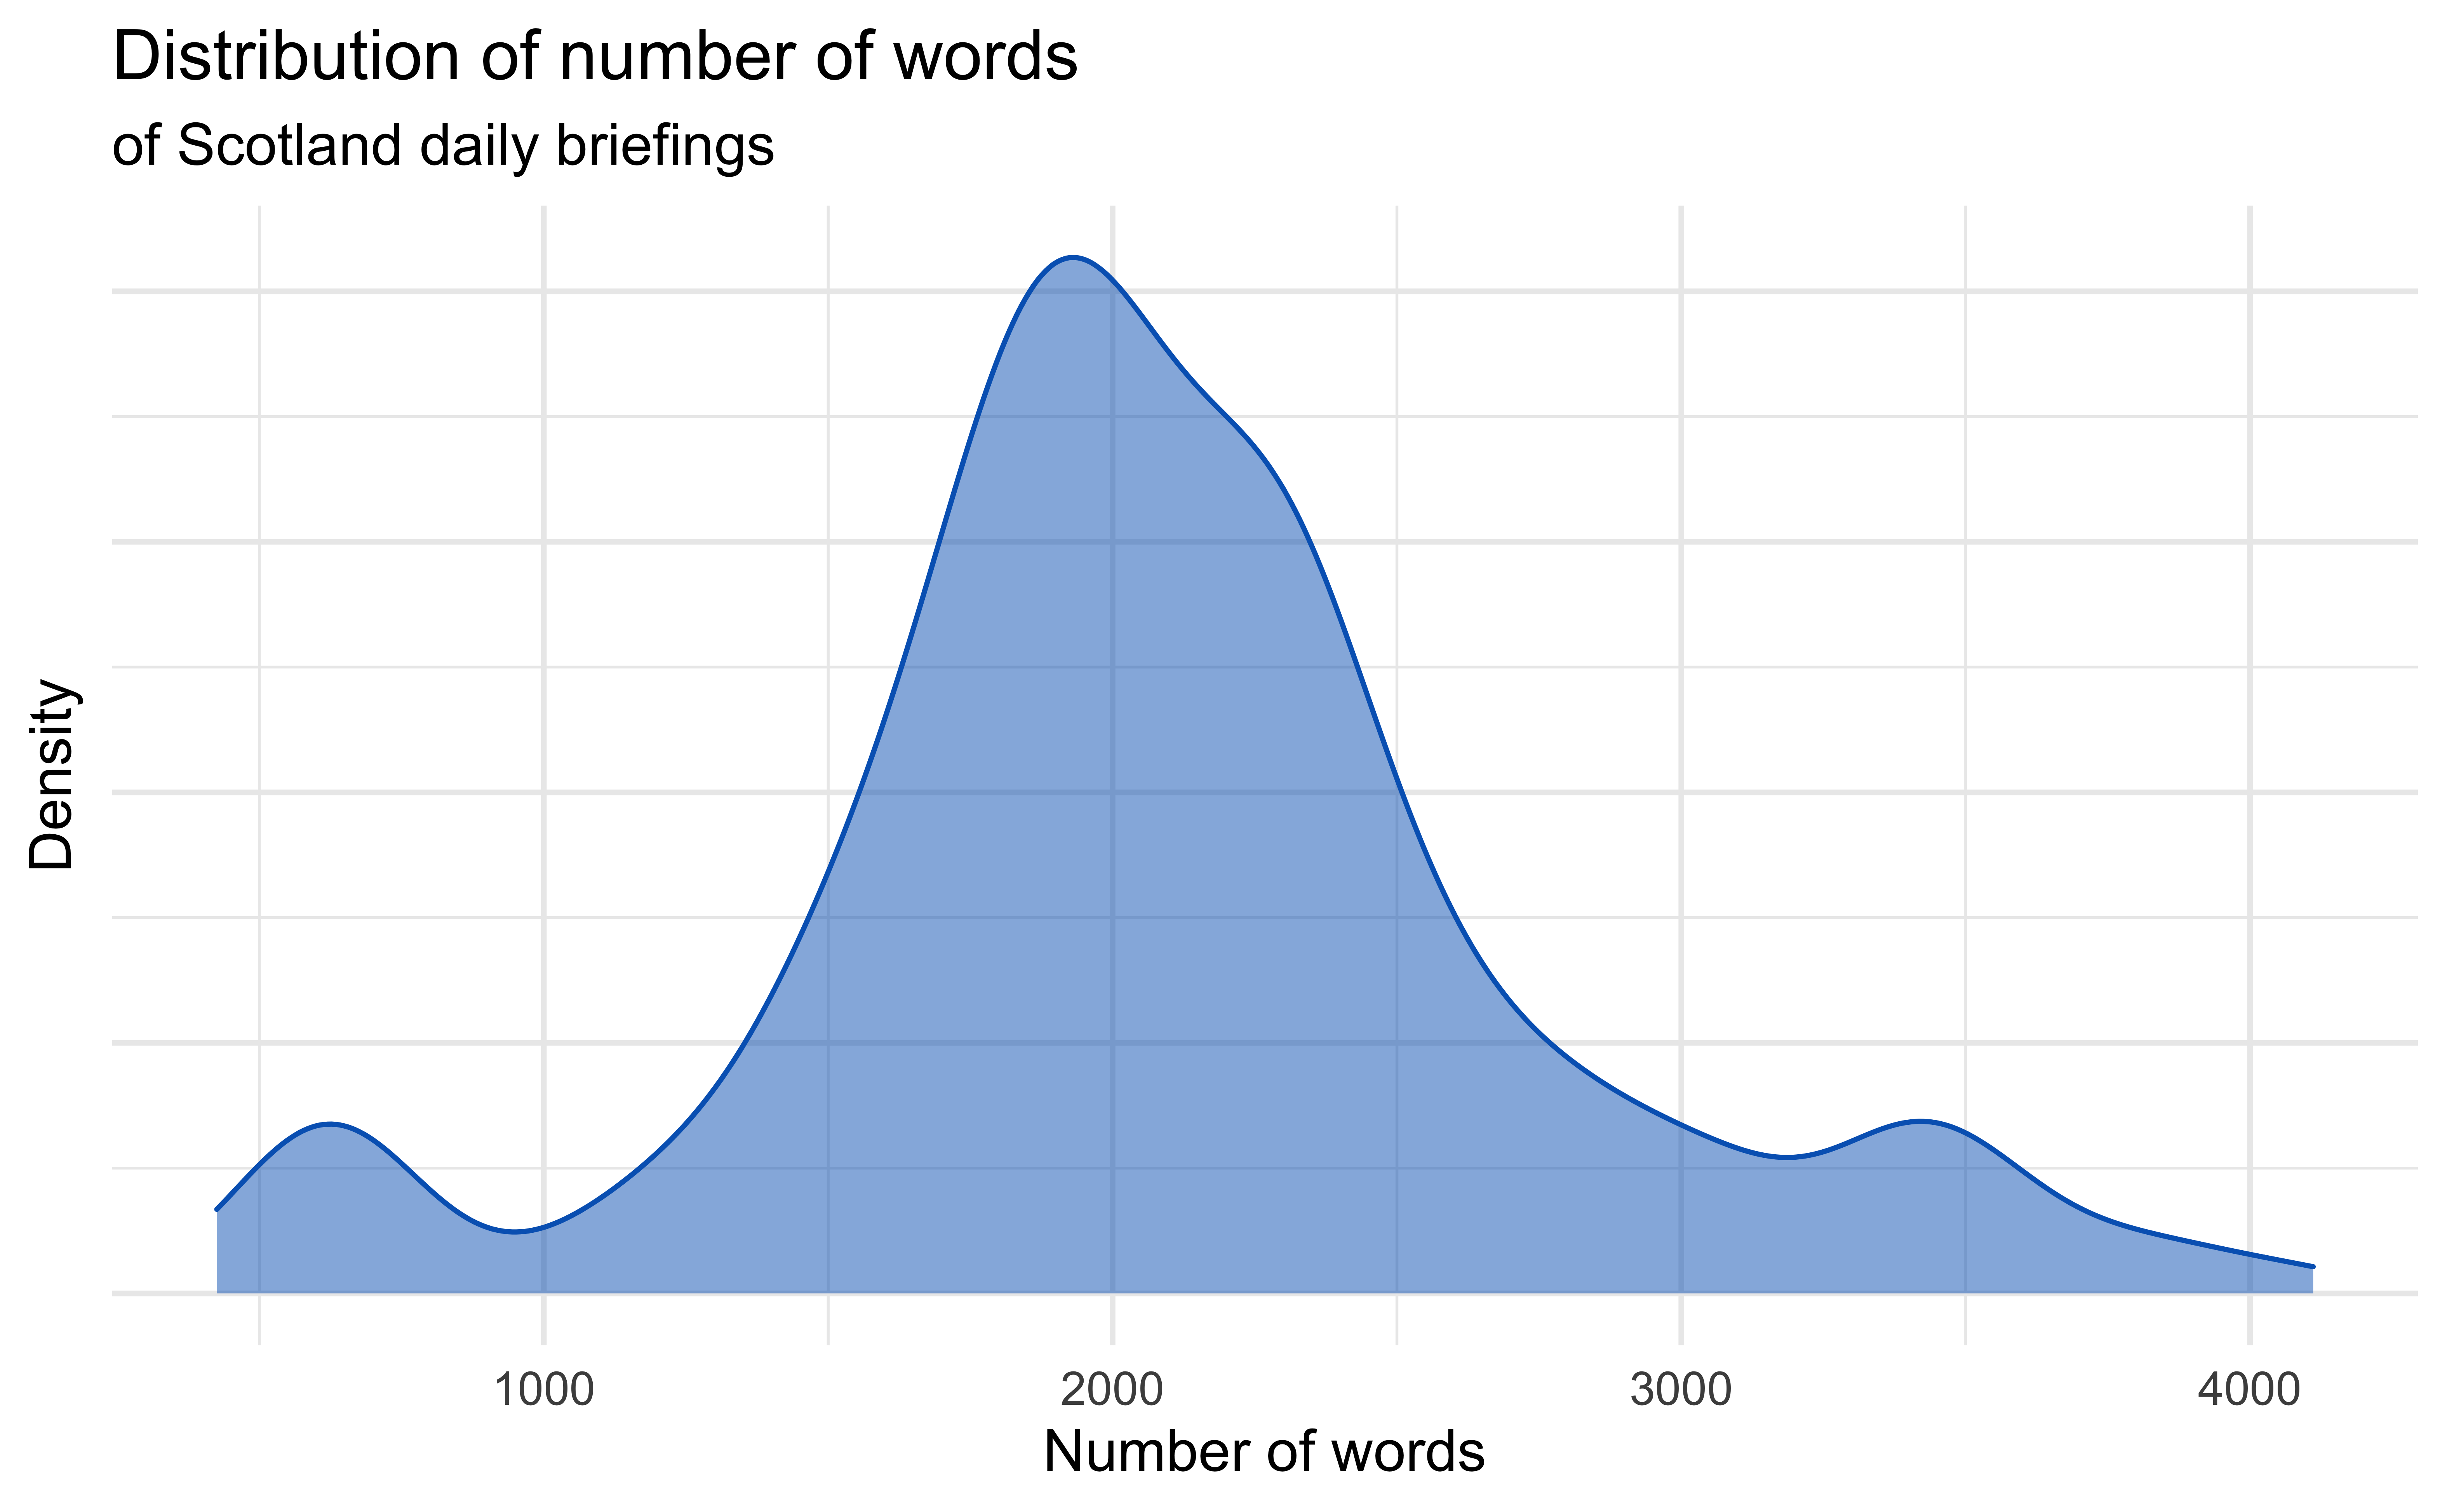 Distribution of number of words
of Scotland daily briefings
Density
1000 2000 3000 4000
Number of words